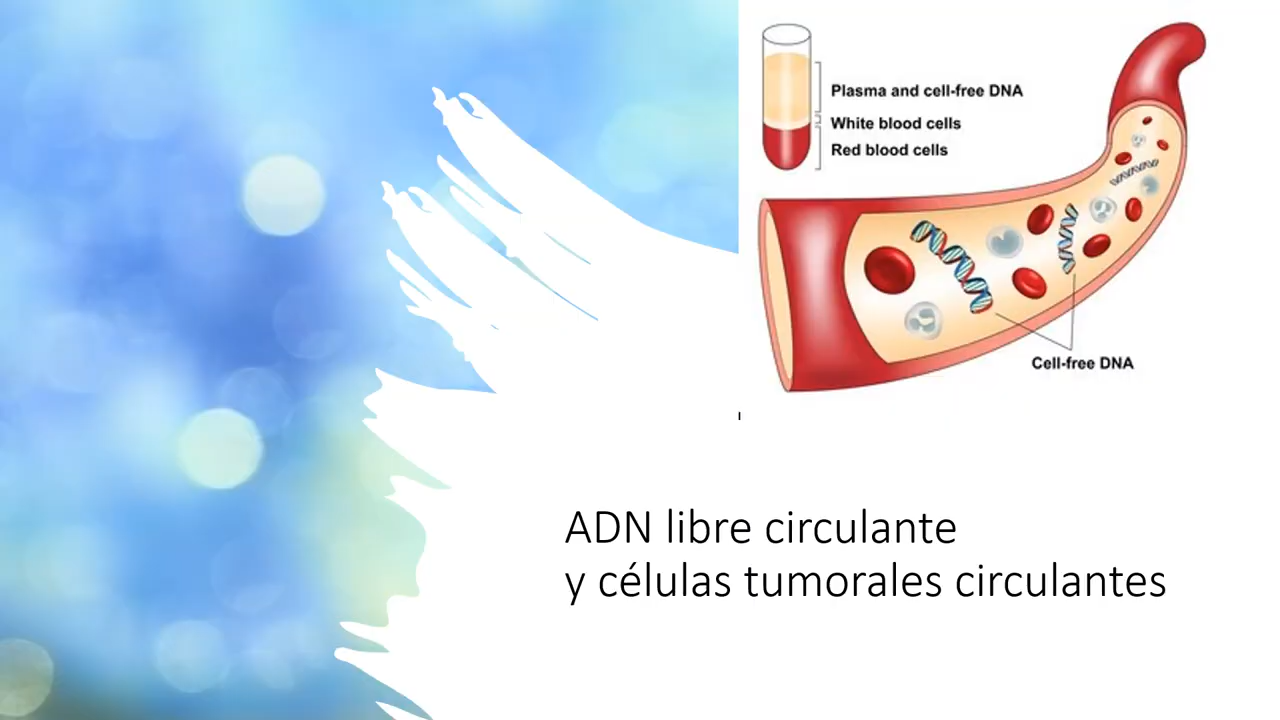 Plasma and cell-free DNA
White blood cells
Red blood cells
Cell-free DNA
ADN libre circulante
y células tumorales circulantes